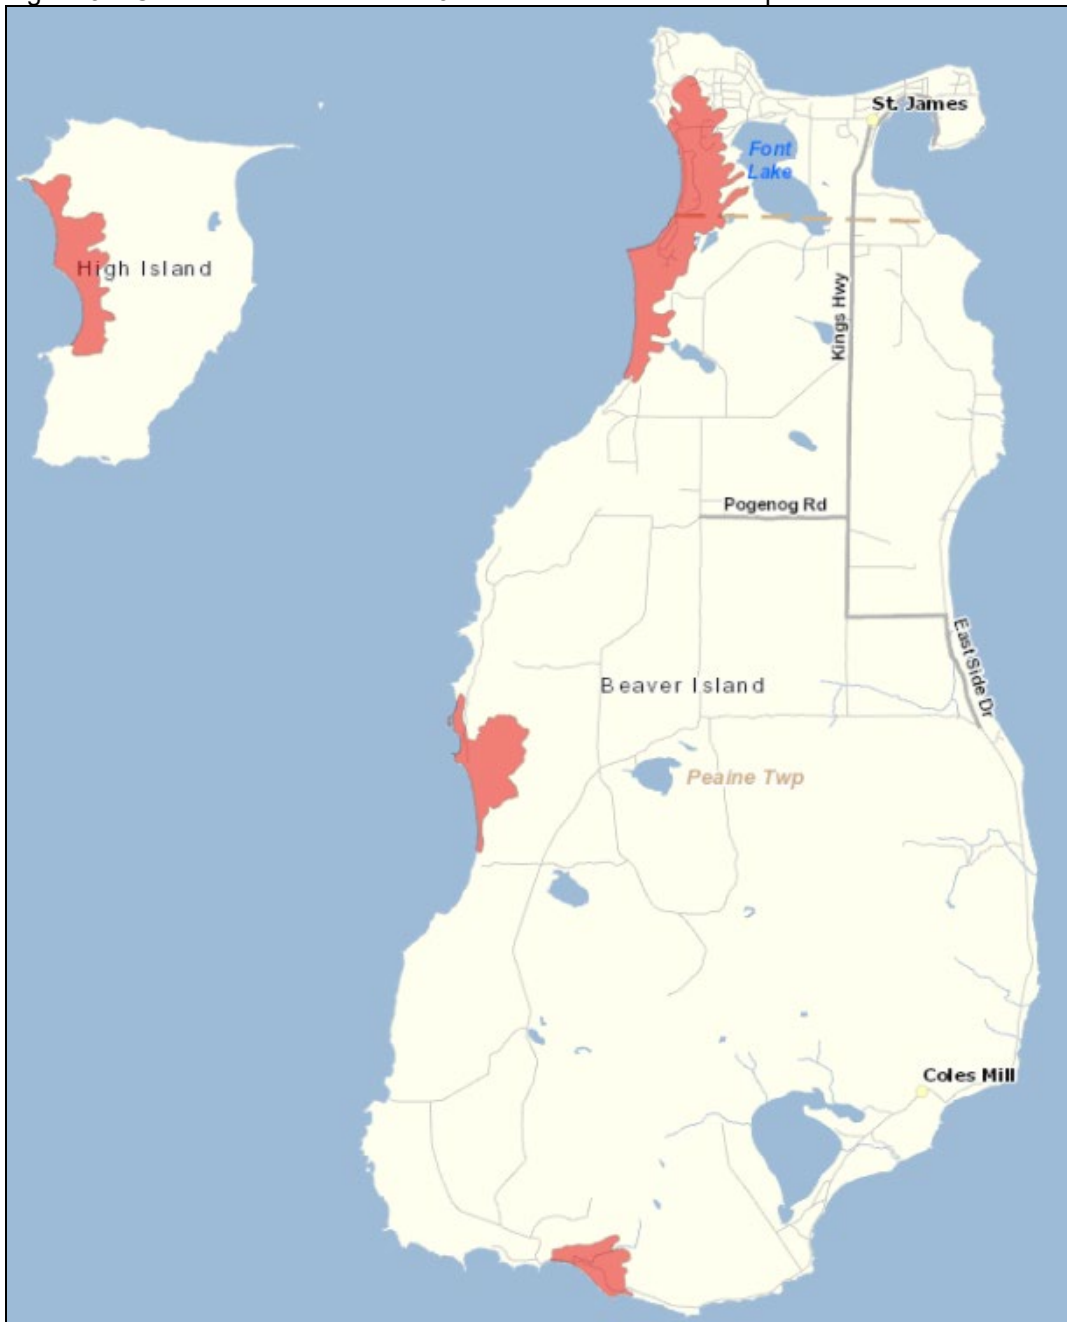 St. James
Font
Lake
High Island
Kings Hwy
Pogenog Rd
East Side Dr
Beaver Island
Peaine Twp
Coles Mill